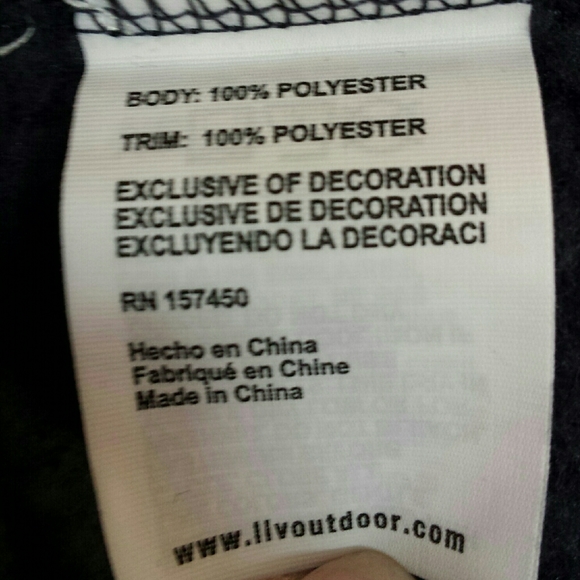 BODY: 100% POLYESTER
TRIM: 100% POLYESTER
EXCLUSIVE OF DECORATION
EXCLUSIVE DE DECORATION
EXCLUYENDO LA DECORACI
RN 157450
Hecho en China
Fabriqué en Chine
Made in China
www.livoutdoor.com